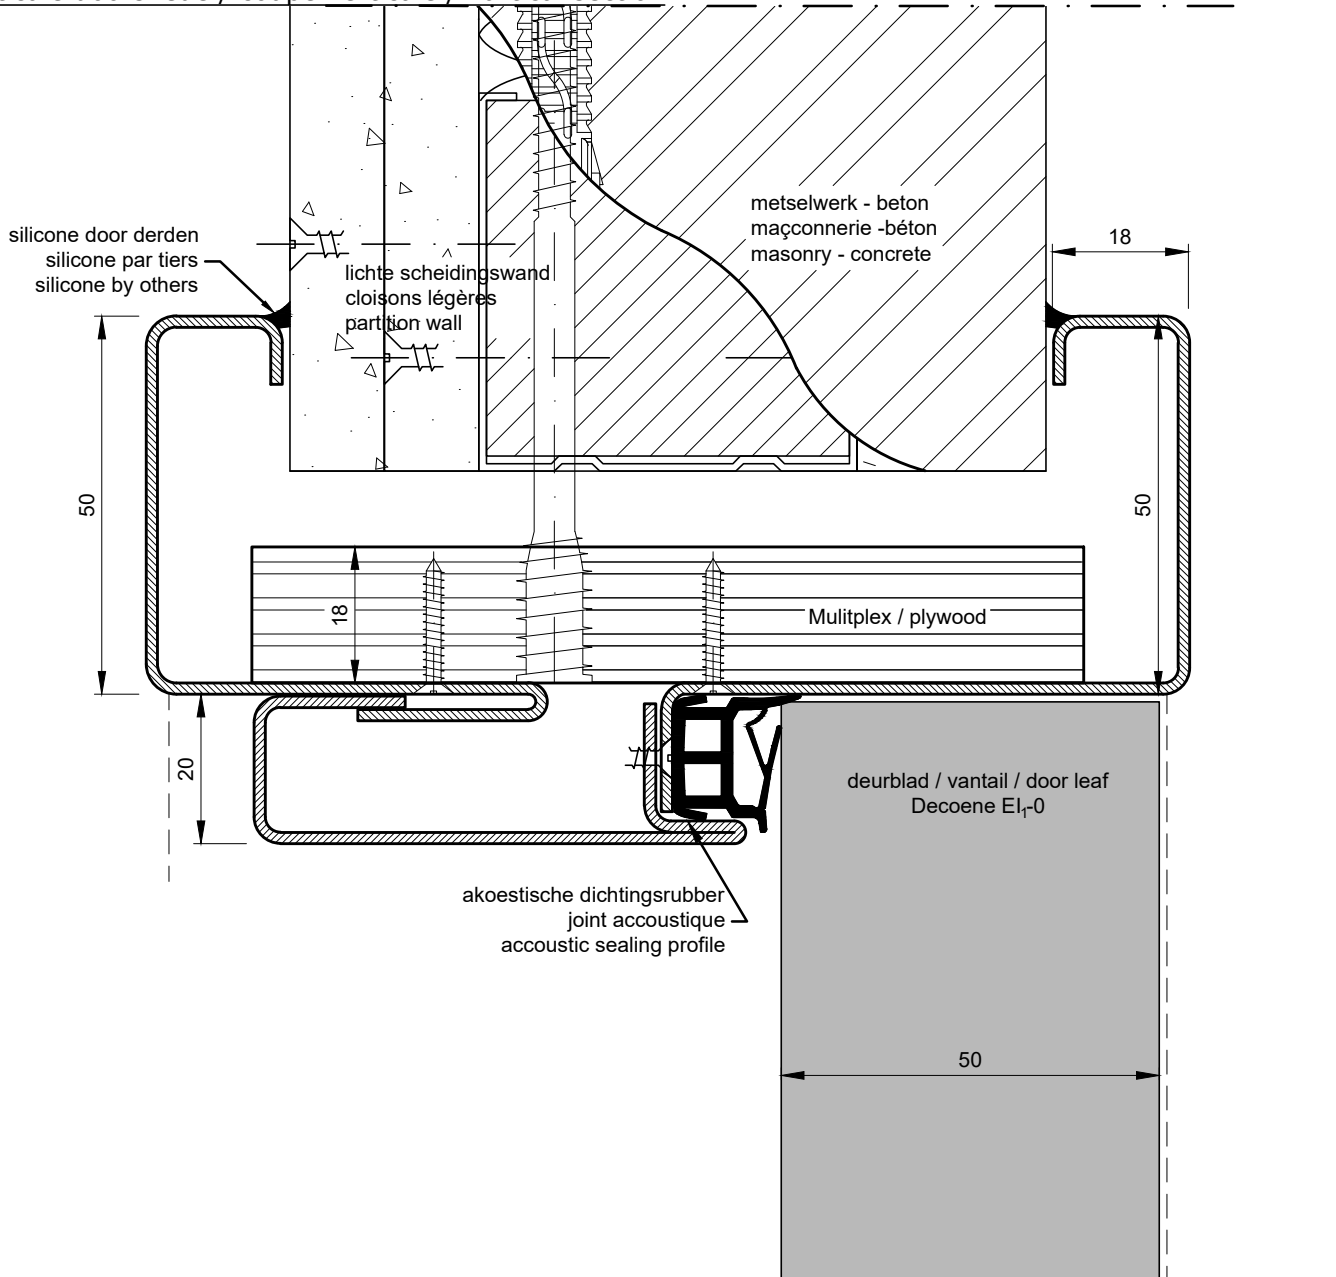 metselwerk - beton
maçconnerie -béton
masonry - concrete
18
silicone door derden
silicone par tiers
silicone by others
lichte scheidingswand
cloisons légères
partition wall
50
50
18
Mulitplex / plywood
20
deurblad / vantail / door leaf
Decoene EI₁-0
akoestische dichtingsrubber
joint accoustique
accoustic sealing profile
50